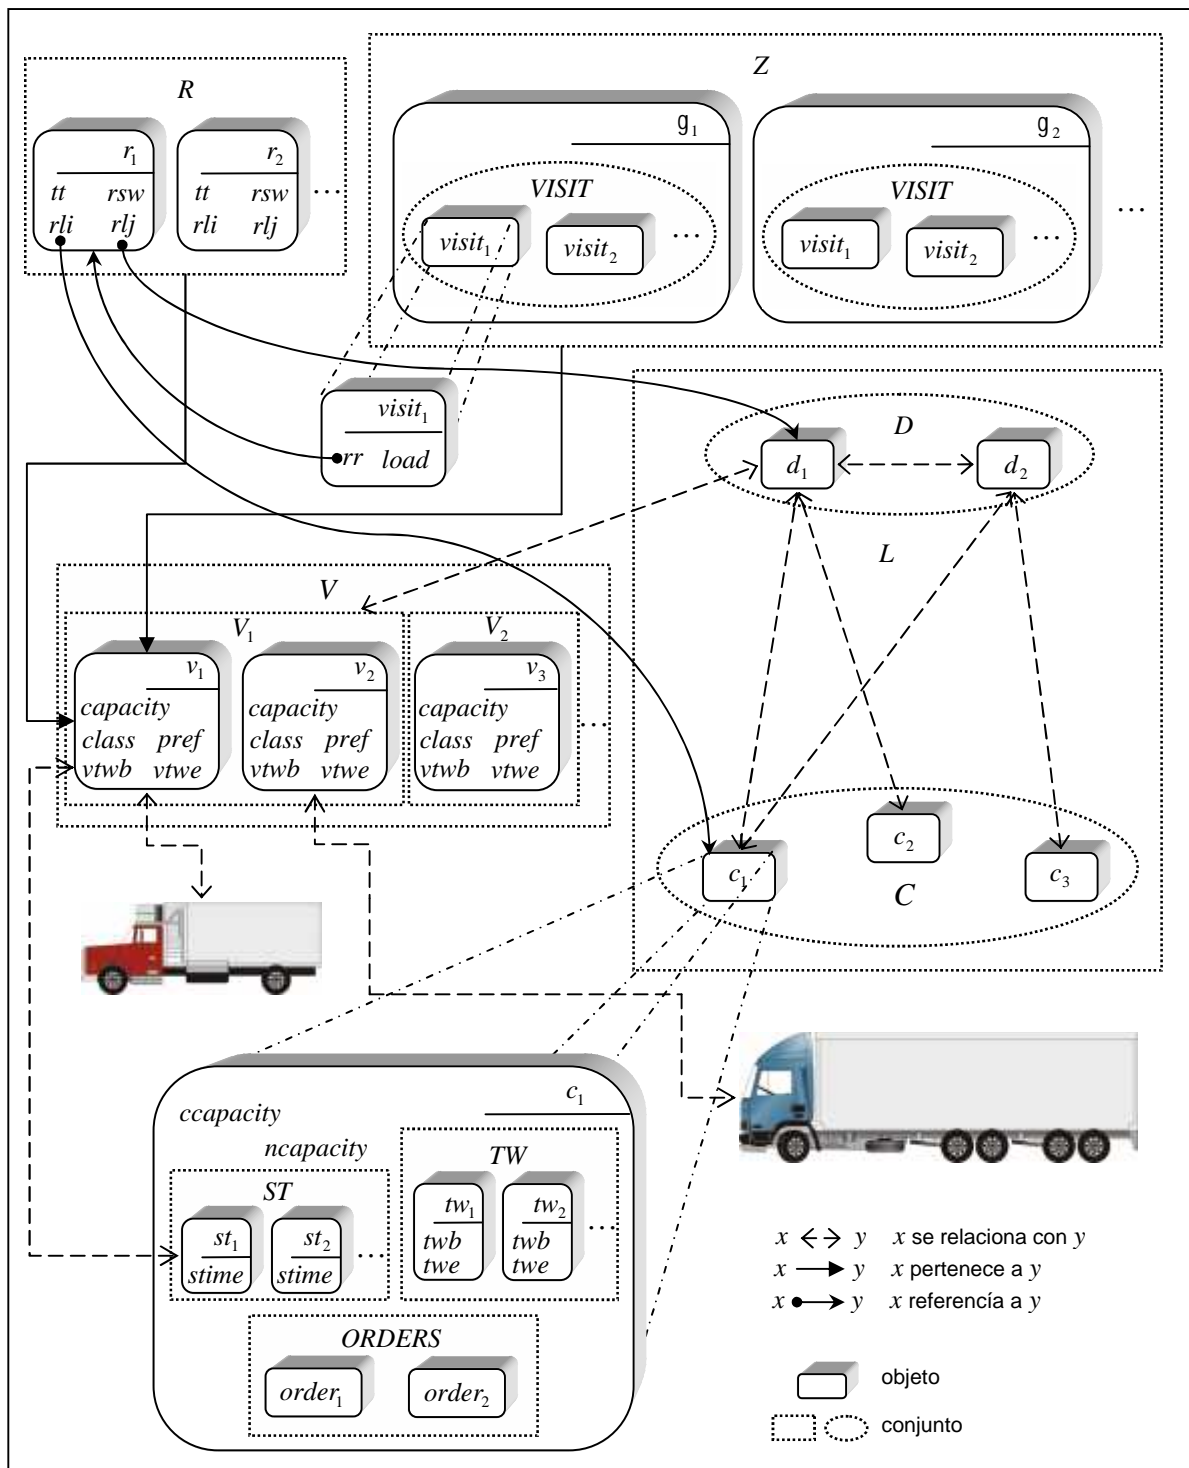 R
r₁
tt rsw
rli rlj
r₂
tt rsw
rli rlj
...
Z
g₁
VISIT
visit₁
visit₂
...
g₂
VISIT
visit₁
visit₂
...
...
visit₁
rr load
D
d₁
d₂
L
V
V₁
v₁
capacity
class pref
vtwb vtwe
v₂
capacity
class pref
vtwb vtwe
V₂
v₃
capacity
class pref
vtwb vtwe
...
c₁
c₂
c₃
C
c₁
ccapacity
ncapacity
ST
st₁
stime
st₂
stime
...
TW
tw₁
twb
twe
tw₂
twb
twe
...
ORDERS
order₁
order₂
x y x se relaciona con y
x y x pertenece a y
x y x referencía a y
objeto
conjunto